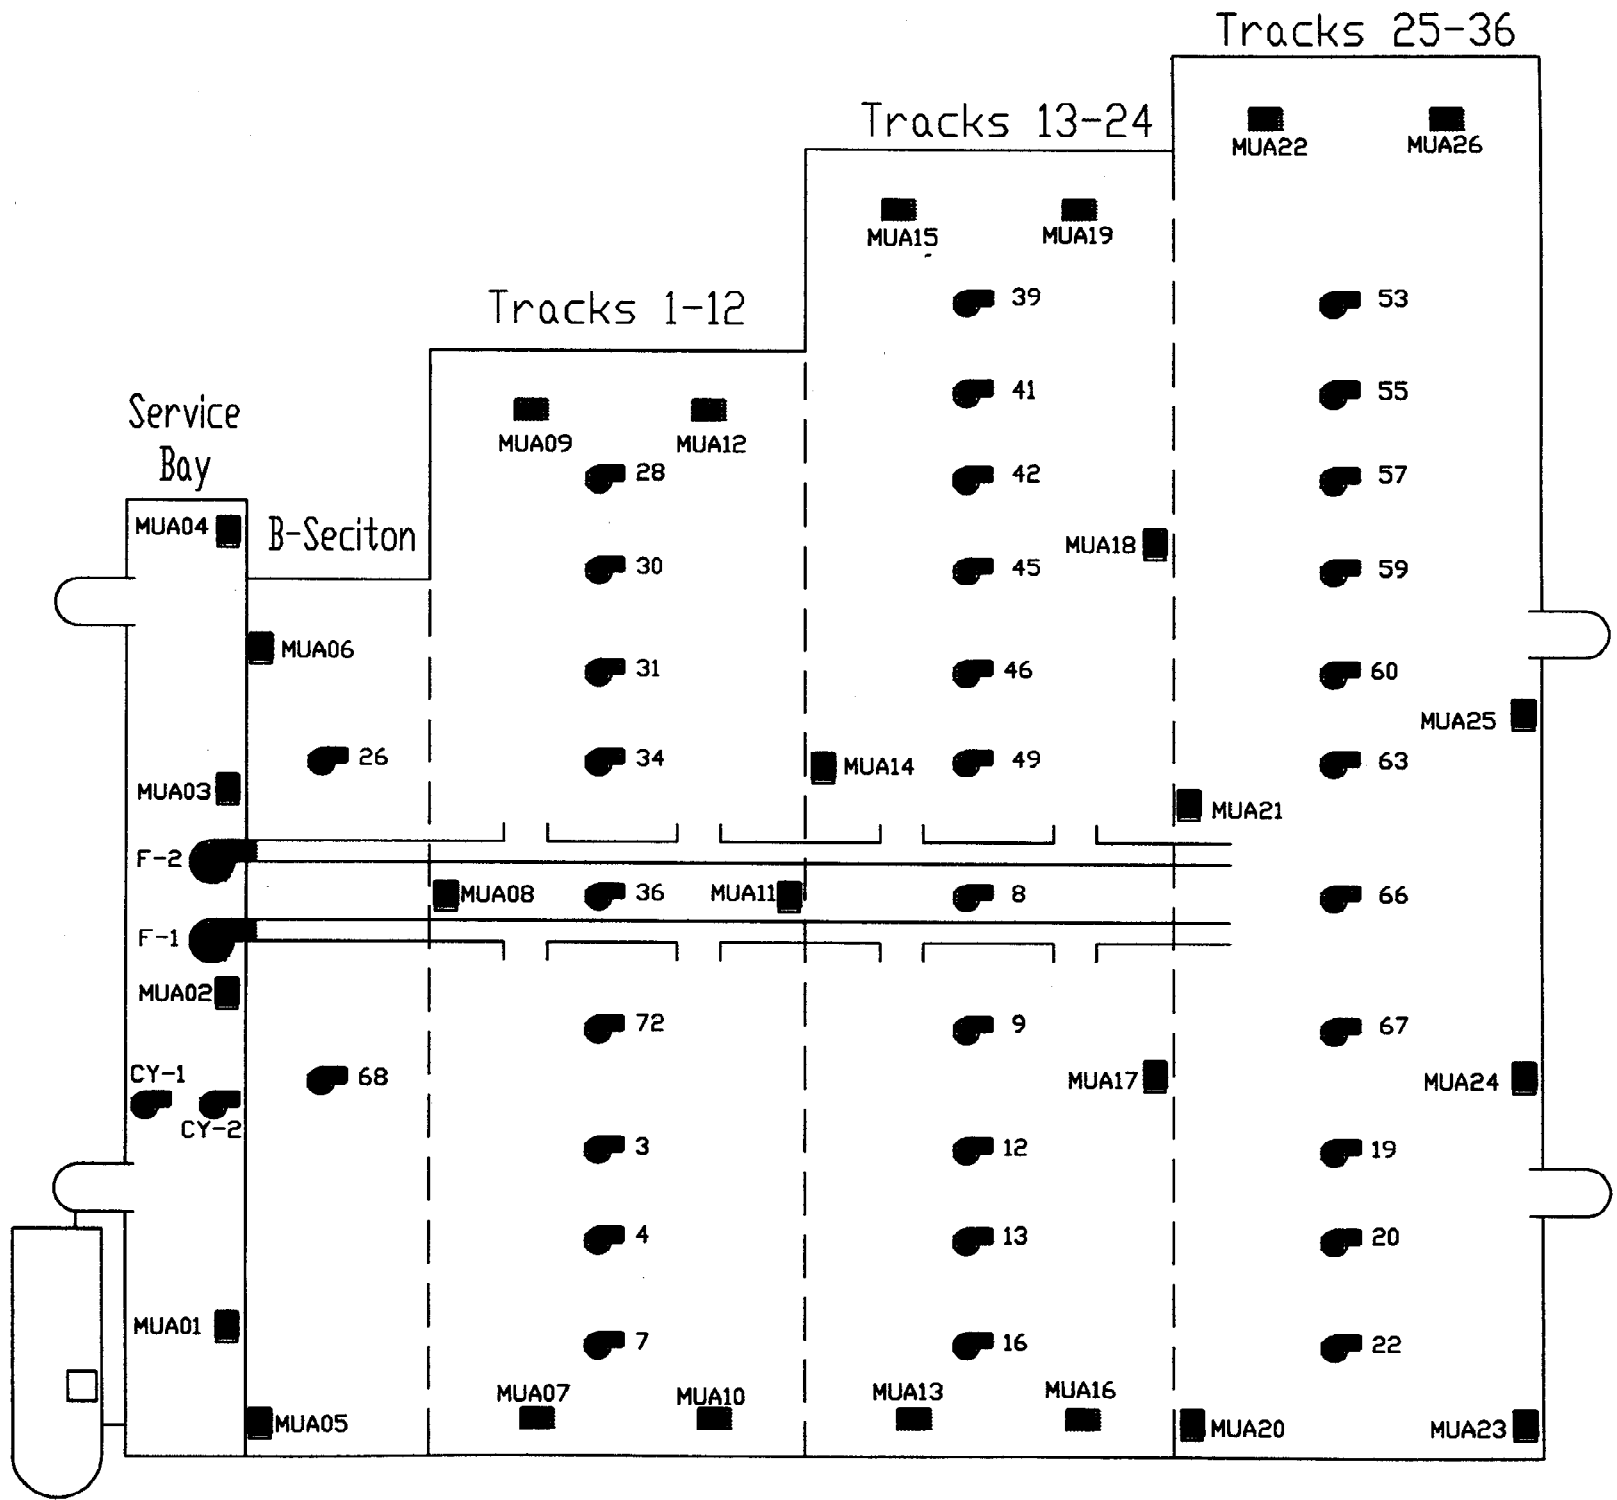 Tracks 25-36
MUA22 MUA26
Tracks 13-24
MUA15 MUA19
39 53
Tracks 1-12
41 55
Service
Bay
MUA09 MUA12
28 42 57
MUA04 B-Seciton
MUA18
30 45 59
MUA06
31 46 60
MUA25
26 34 MUA14 49 63
MUA03 MUA21
F-2
MUA08 36 MUA11 8 66
F-1
MUA02
72 9 67
CY-1 68 MUA17 MUA24
CY-2
3 12 19
4 13 20
MUA01
7 16 22
MUA07 MUA10 MUA13 MUA16
MUA05 MUA20 MUA23